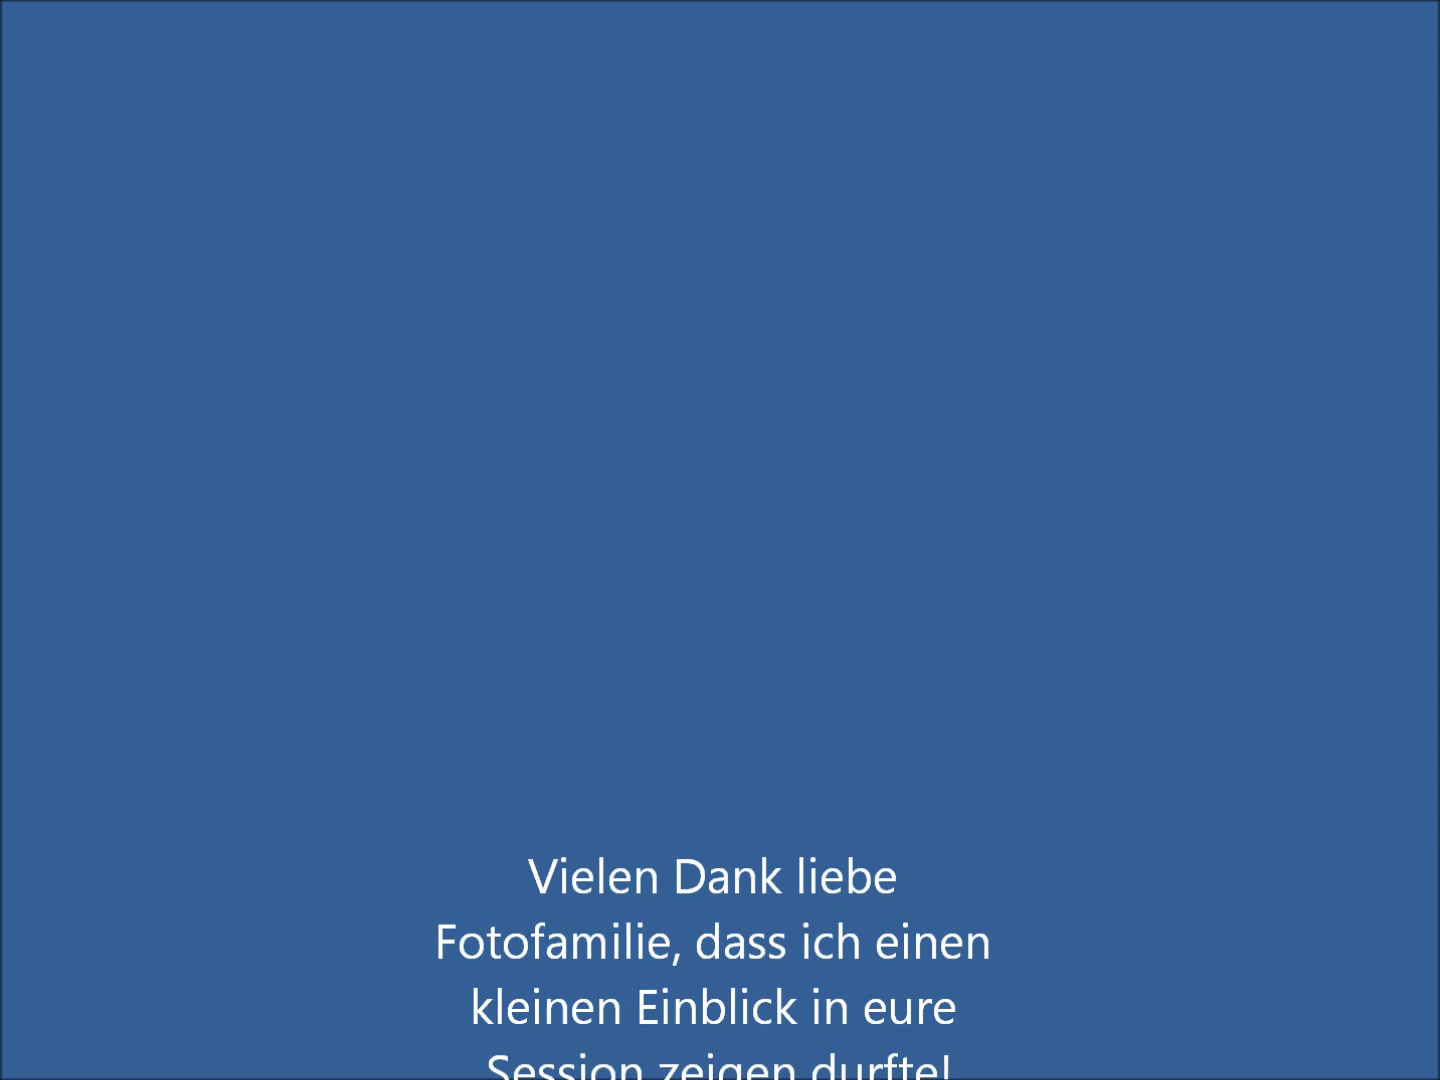 Vielen Dank liebe
Fotofamilie, dass ich einen
kleinen Einblick in eure
Session zeigen durfte!